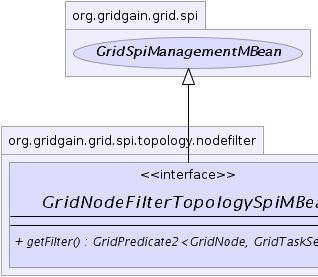 org.gridgain.grid.spi
GridSpiManagementMBean
org.gridgain.grid.spi.topology.nodefilter
<<interface>>
GridNodeFilterTopologySpiMBea
+ getFilter() : GridPredicate2<GridNode, GridTaskSe